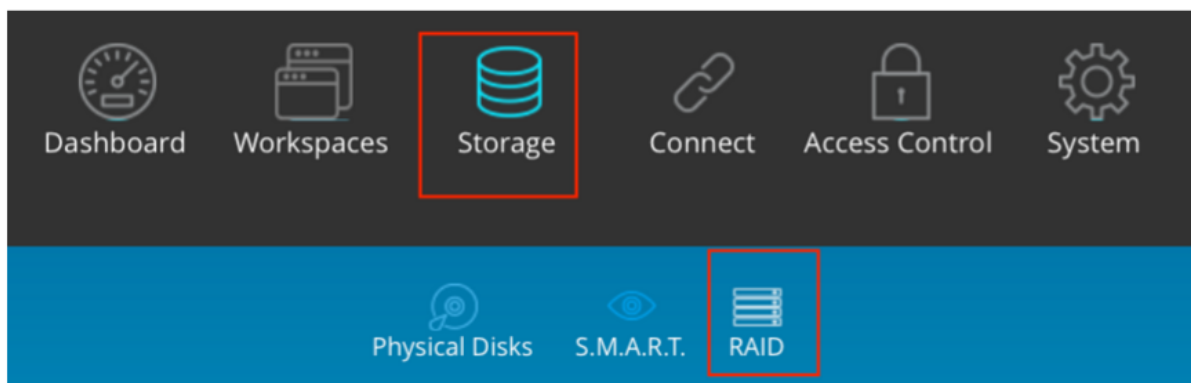 Dashboard Workspaces Storage Connect Access Control System
Physical Disks S.M.A.R.T. RAID